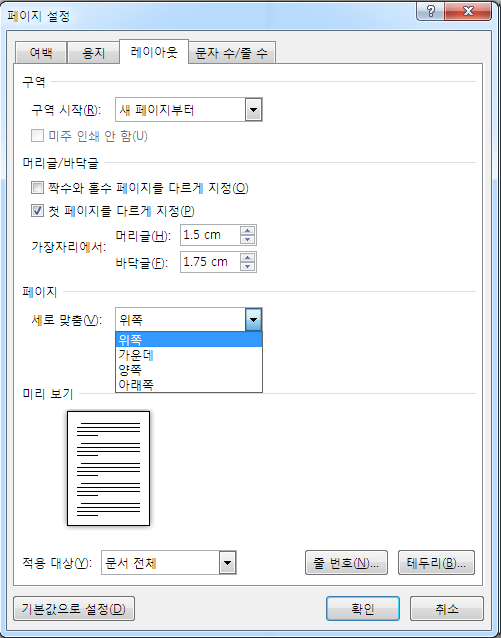 페이지 설정
여백 용지 레이아웃 문자 수/줄 수
구역
구역 시작(R): 새 페이지부터
미주 인쇄 안 함(U)
머리글/바닥글
짝수와 홀수 페이지를 다르게 지정(O)
첫 페이지를 다르게 지정(P)
가장자리에서: 머리글(H): 1.5 cm
바닥글(F): 1.75 cm
페이지
세로 맞춤(V): 위쪽
위쪽
가운데
양쪽
아래쪽
미리 보기
적용 대상(Y): 문서 전체 줄 번호(N)... 테두리(B)...
기본값으로 설정(D) 확인 취소